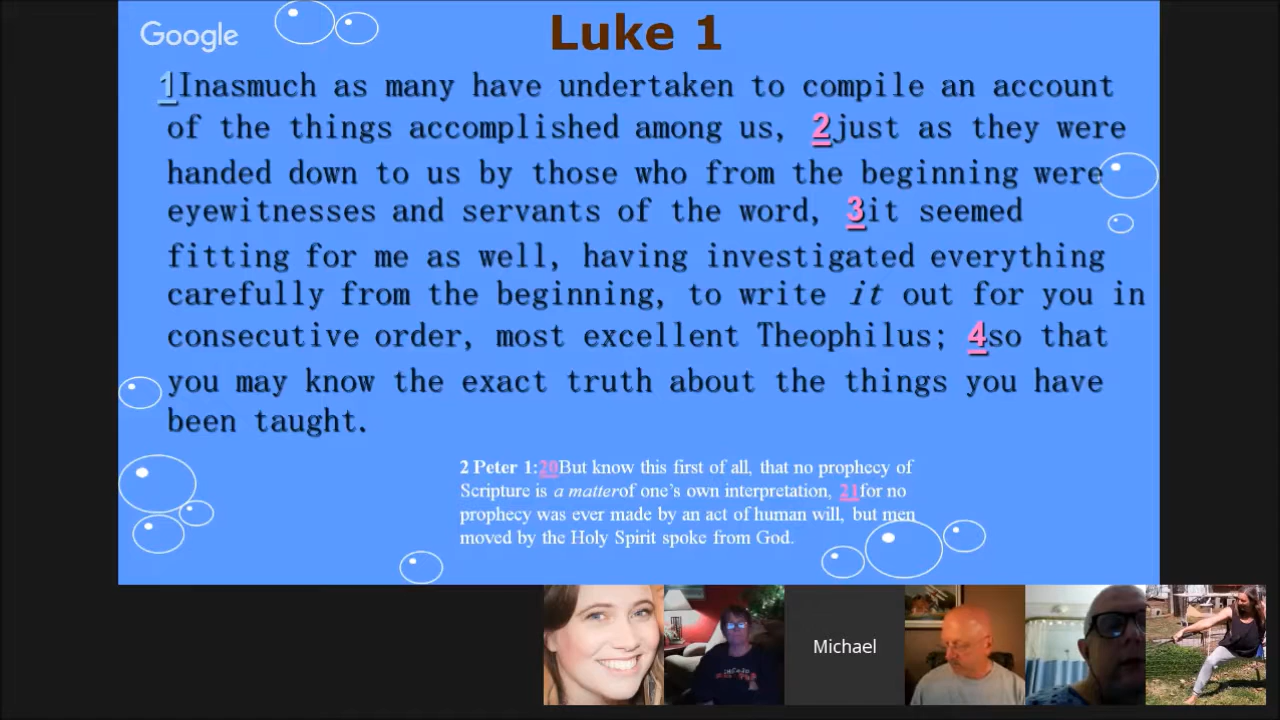 Google
Luke 1
1Inasmuch as many have undertaken to compile an account
of the things accomplished among us, 2just as they were
handed down to us by those who from the beginning were
eyewitnesses and servants of the word, 3it seemed
fitting for me as well, having investigated everything
carefully from the beginning, to write it out for you in
consecutive order, most excellent Theophilus; 4so that
you may know the exact truth about the things you have
been taught.
2 Peter 1:20But know this first of all, that no prophecy of
Scripture is a matterof one's own interpretation, 21for no
prophecy was ever made by an act of human will, but men
moved by the Holy Spirit spoke from God.
Michael